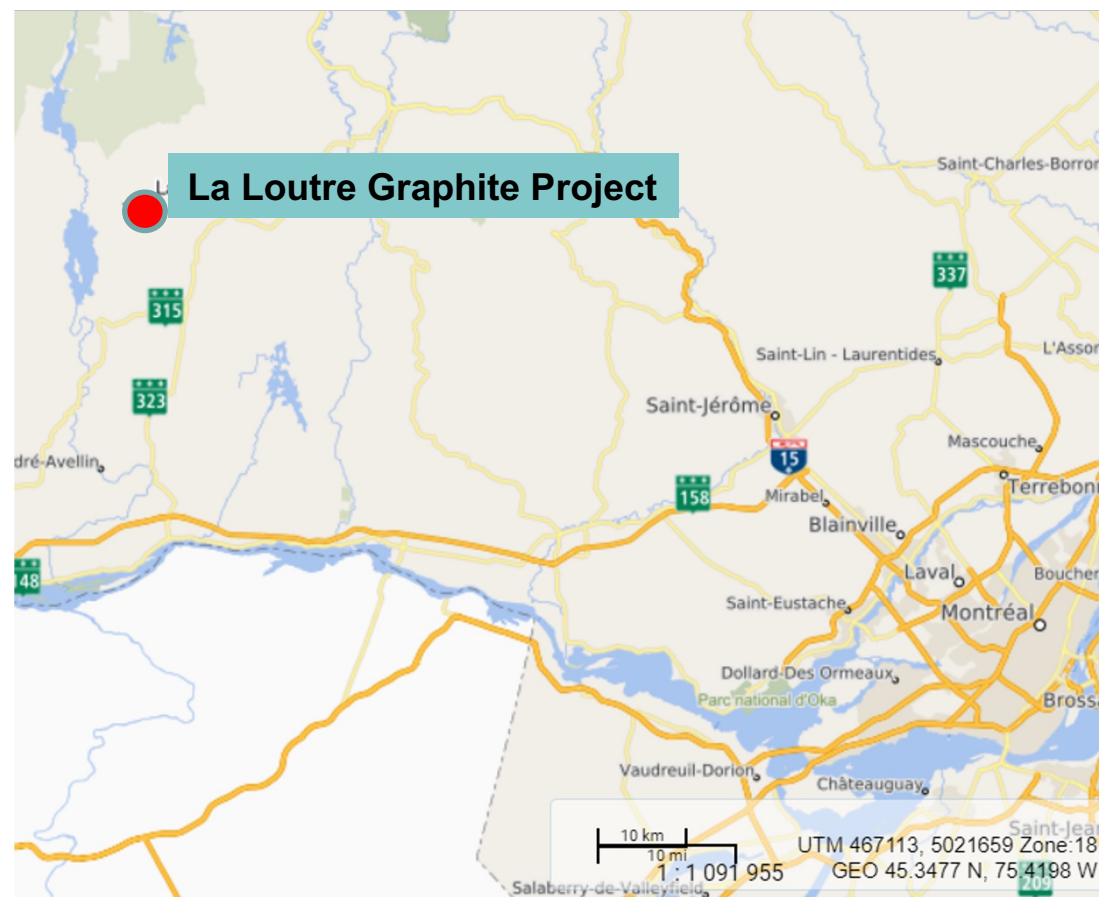 Saint-Charles-Borror
La Loutre Graphite Project
337
315
L'Assor
Saint-Lin - Laurentides
323
Saint-Jérôme
Mascouche
15
dré-Avellin
Terrebon
158
Mirabel
Blainville
Laval
Boucher
148
Saint-Eustache
Montréal
Dollard-Des Ormeaux
Parc national d'Oka
Bross
Vaudreuil-Dorion
Châteauguay
Saint-Jear
10 km
10 mi
UTM 467113, 5021659 Zone:18
1 : 1 091 955
GEO 45.3477 N, 75.4198 W
209
Salaberry-de-Valleyfield